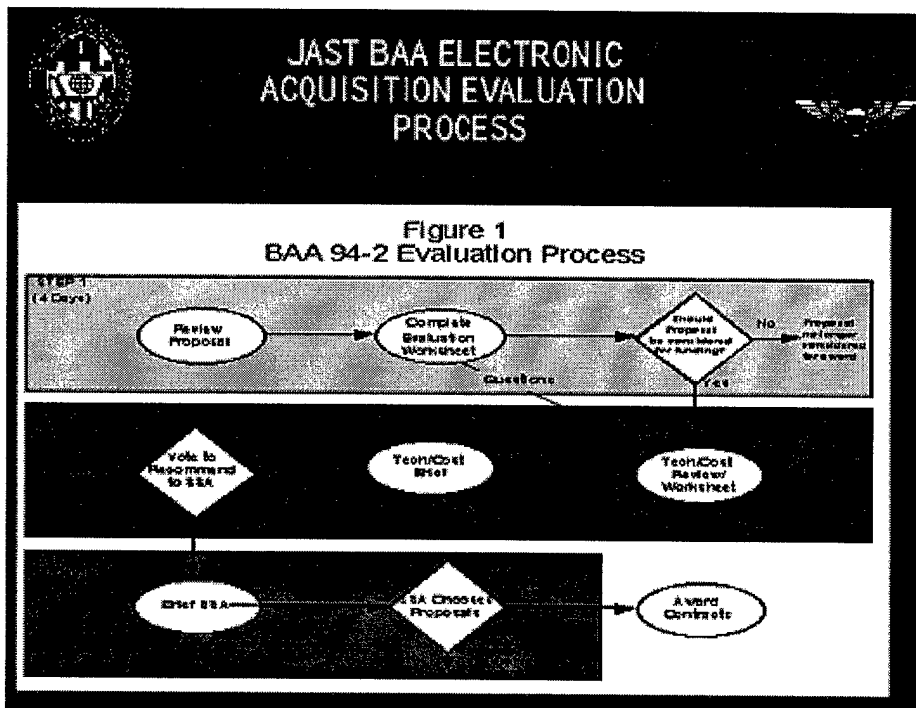 JAST BAA ELECTRONIC
ACQUISITION EVALUATION
PROCESS
Figure 1
BAA 94-2 Evaluation Process
STEP 1
(4 Days)
Review
Proposal
Complete
Evaluation
Worksheet
Should
Proposal
be considered
for funding?
No
Proposal
no longer
considered
for award
Questions
Yes
Vote to
Recommend
to SSA
Tech/Cost
Brief
Tech/Cost
Review/
Worksheet
Brief SSA
SSA Chooses
Proposals
Award
Contracts